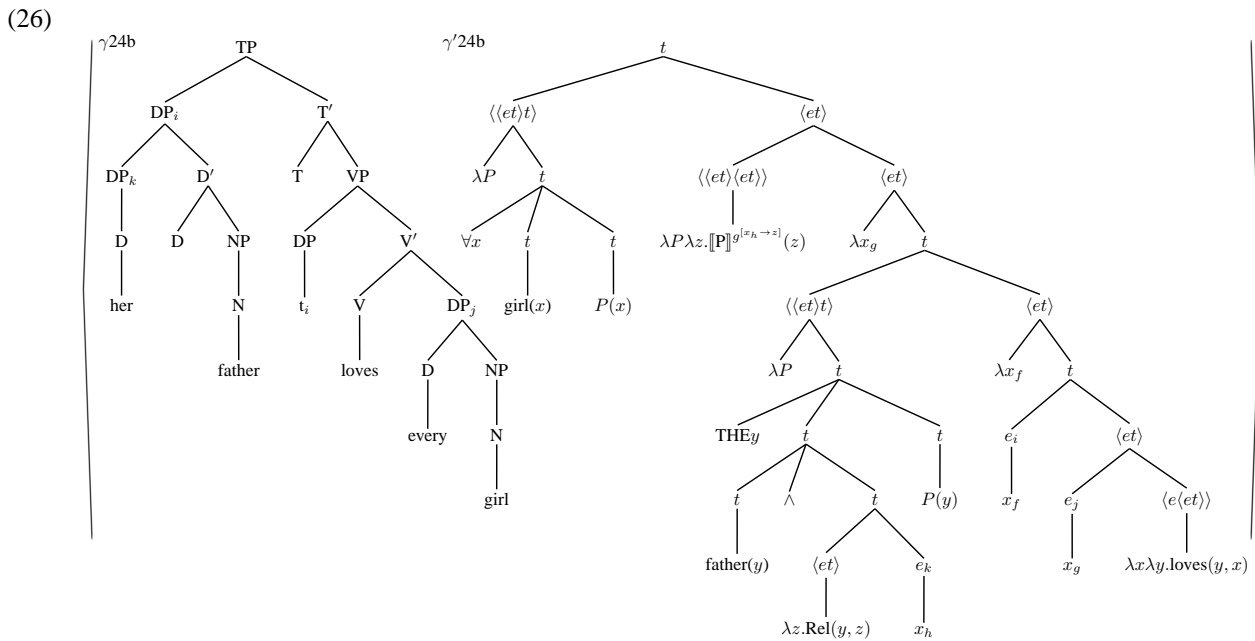 (26)
γ24b TP γ′24b t
DP_i T′ ⟨⟨et⟩t⟩ ⟨et⟩
DP_k D′ T VP λP t ⟨⟨et⟩⟨et⟩⟩ ⟨et⟩
D D NP DP V′ ∀x t t λPλz.⟦P⟧^{g^{[x_h→z]}}(z) λx_g t
her N t_i V DP_j girl(x) P(x) ⟨⟨et⟩t⟩ ⟨et⟩
father loves D NP λP t λx_f t
every N THEy t t e_i ⟨et⟩
girl t ∧ t P(y) x_f e_j ⟨e⟨et⟩⟩
father(y) ⟨et⟩ e_k x_g λxλy.loves(y, x)
λz.Rel(y, z) x_h